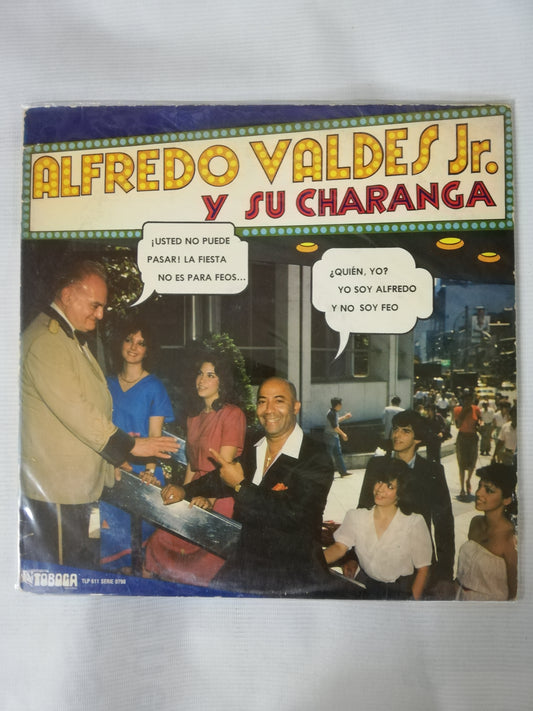 ALFREDO VALDES Jr.
Y SU CHARANGA
¡USTED NO PUEDE
PASAR! LA FIESTA
NO ES PARA FEOS...
¿QUIÉN, YO?
YO SOY ALFREDO
Y NO SOY FEO
TOBOGA
TLP 611 SERIE 0798